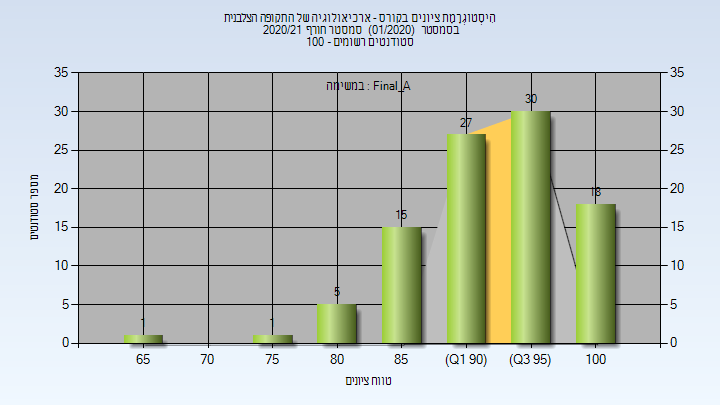 הִיסְטוֹגְרָמַת ציונים בקורס - ארכיאולוגיה של התקופה הצלבנית
בסמסטר (01/2020) סמסטר חורף 2020/21
סטודנטים רשומים - 100
במשימה : Final_A
35 35
30 30
25 25
20 20
15 15
10 10
5 5
0 0
1 1 5 15 27 30 18
65 70 75 80 85 (Q1 90) (Q3 95) 100
מספר סטודנטים
טווח ציונים